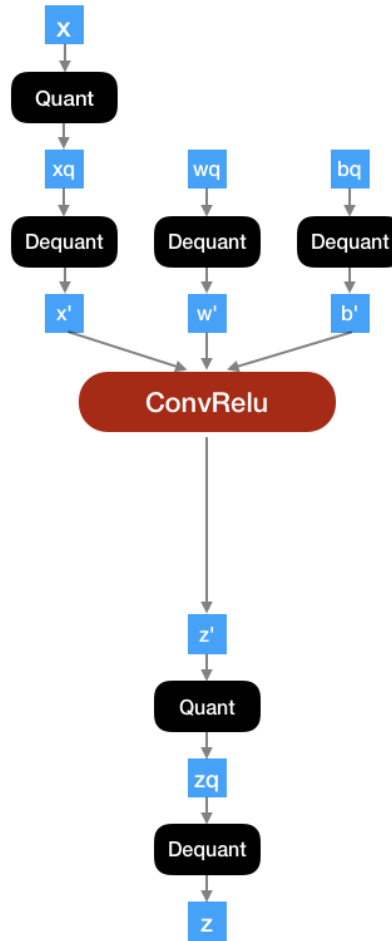 x
Quant
xq
wq
bq
Dequant
Dequant
Dequant
x'
w'
b'
ConvRelu
z'
Quant
zq
Dequant
z